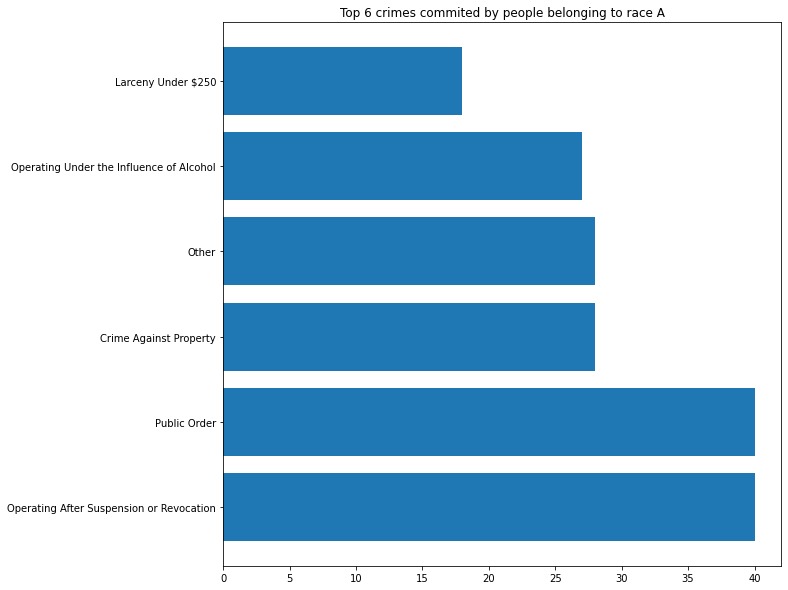 Top 6 crimes commited by people belonging to race A
Larceny Under $250
Operating Under the Influence of Alcohol
Other
Crime Against Property
Public Order
Operating After Suspension or Revocation
0 5 10 15 20 25 30 35 40